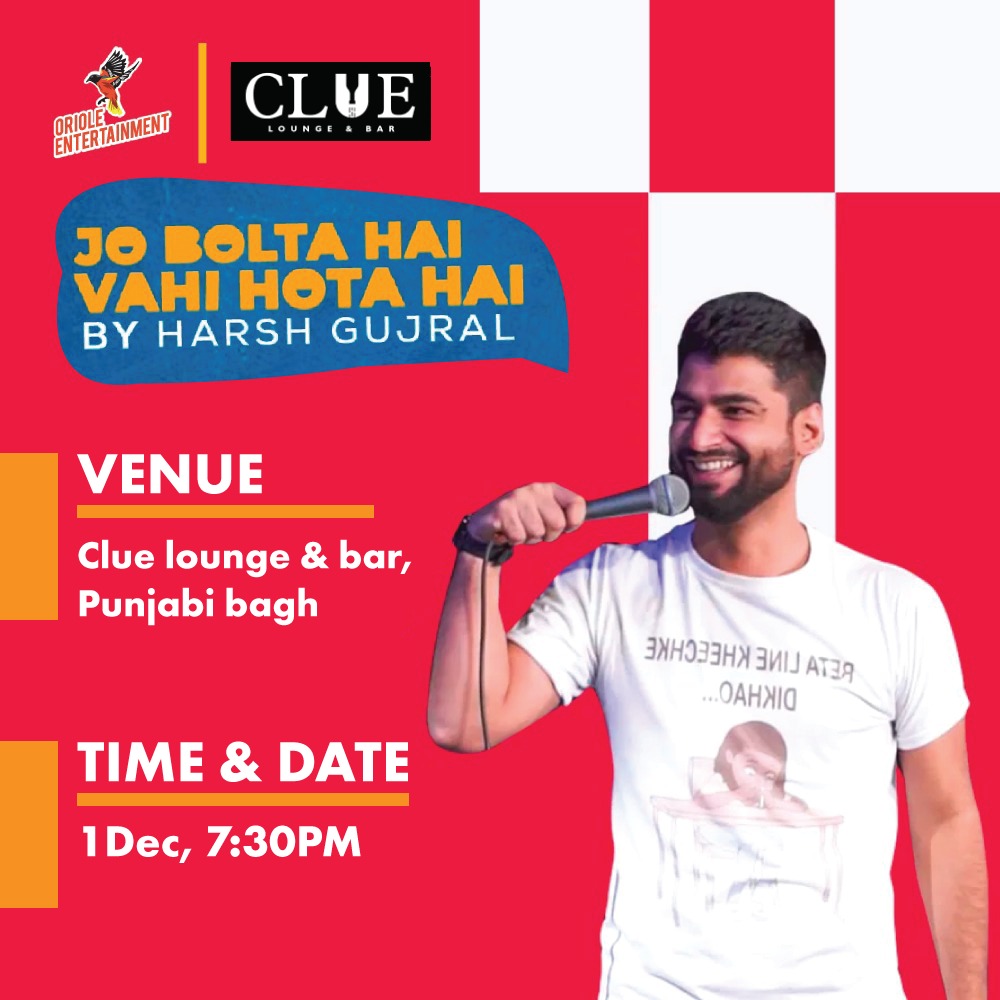 ORIOLE
ENTERTAINMENT
CLUE
LOUNGE & BAR
JO BOLTA HAI
VAHI HOTA HAI
BY HARSH GUJRAL
VENUE
Clue lounge & bar,
Punjabi bagh
TIME & DATE
1Dec, 7:30PM
RETA LINE KHEECHKE
DIKHAO...